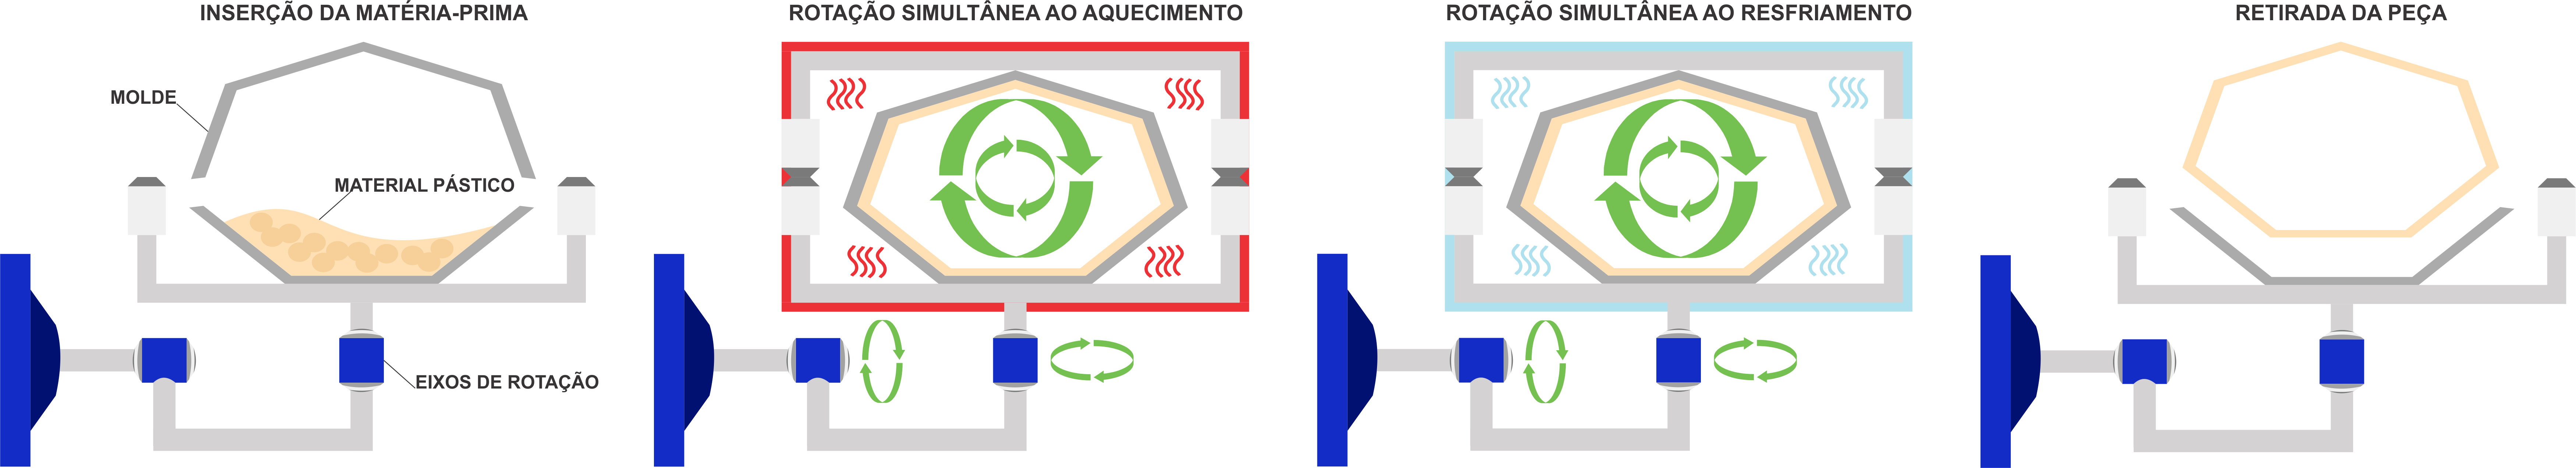 INSERÇÃO DA MATÉRIA-PRIMA
MOLDE
MATERIAL PÁSTICO
EIXOS DE ROTAÇÃO
ROTAÇÃO SIMULTÂNEA AO AQUECIMENTO
ROTAÇÃO SIMULTÂNEA AO RESFRIAMENTO
RETIRADA DA PEÇA